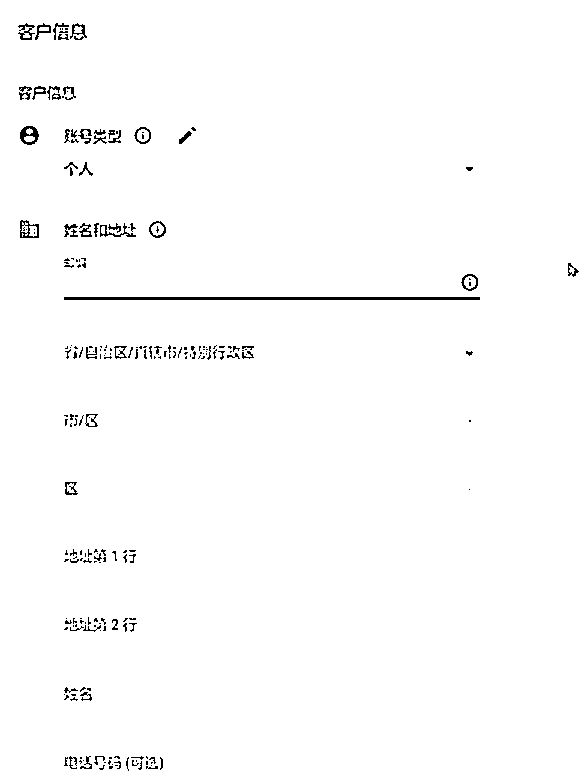 客户信息
客户信息
账号类型
个人
姓名和地址
邮编
省/自治区/直辖市/特别行政区
市/区
区
地址第 1 行
地址第 2 行
姓名
电话号码 (可选)